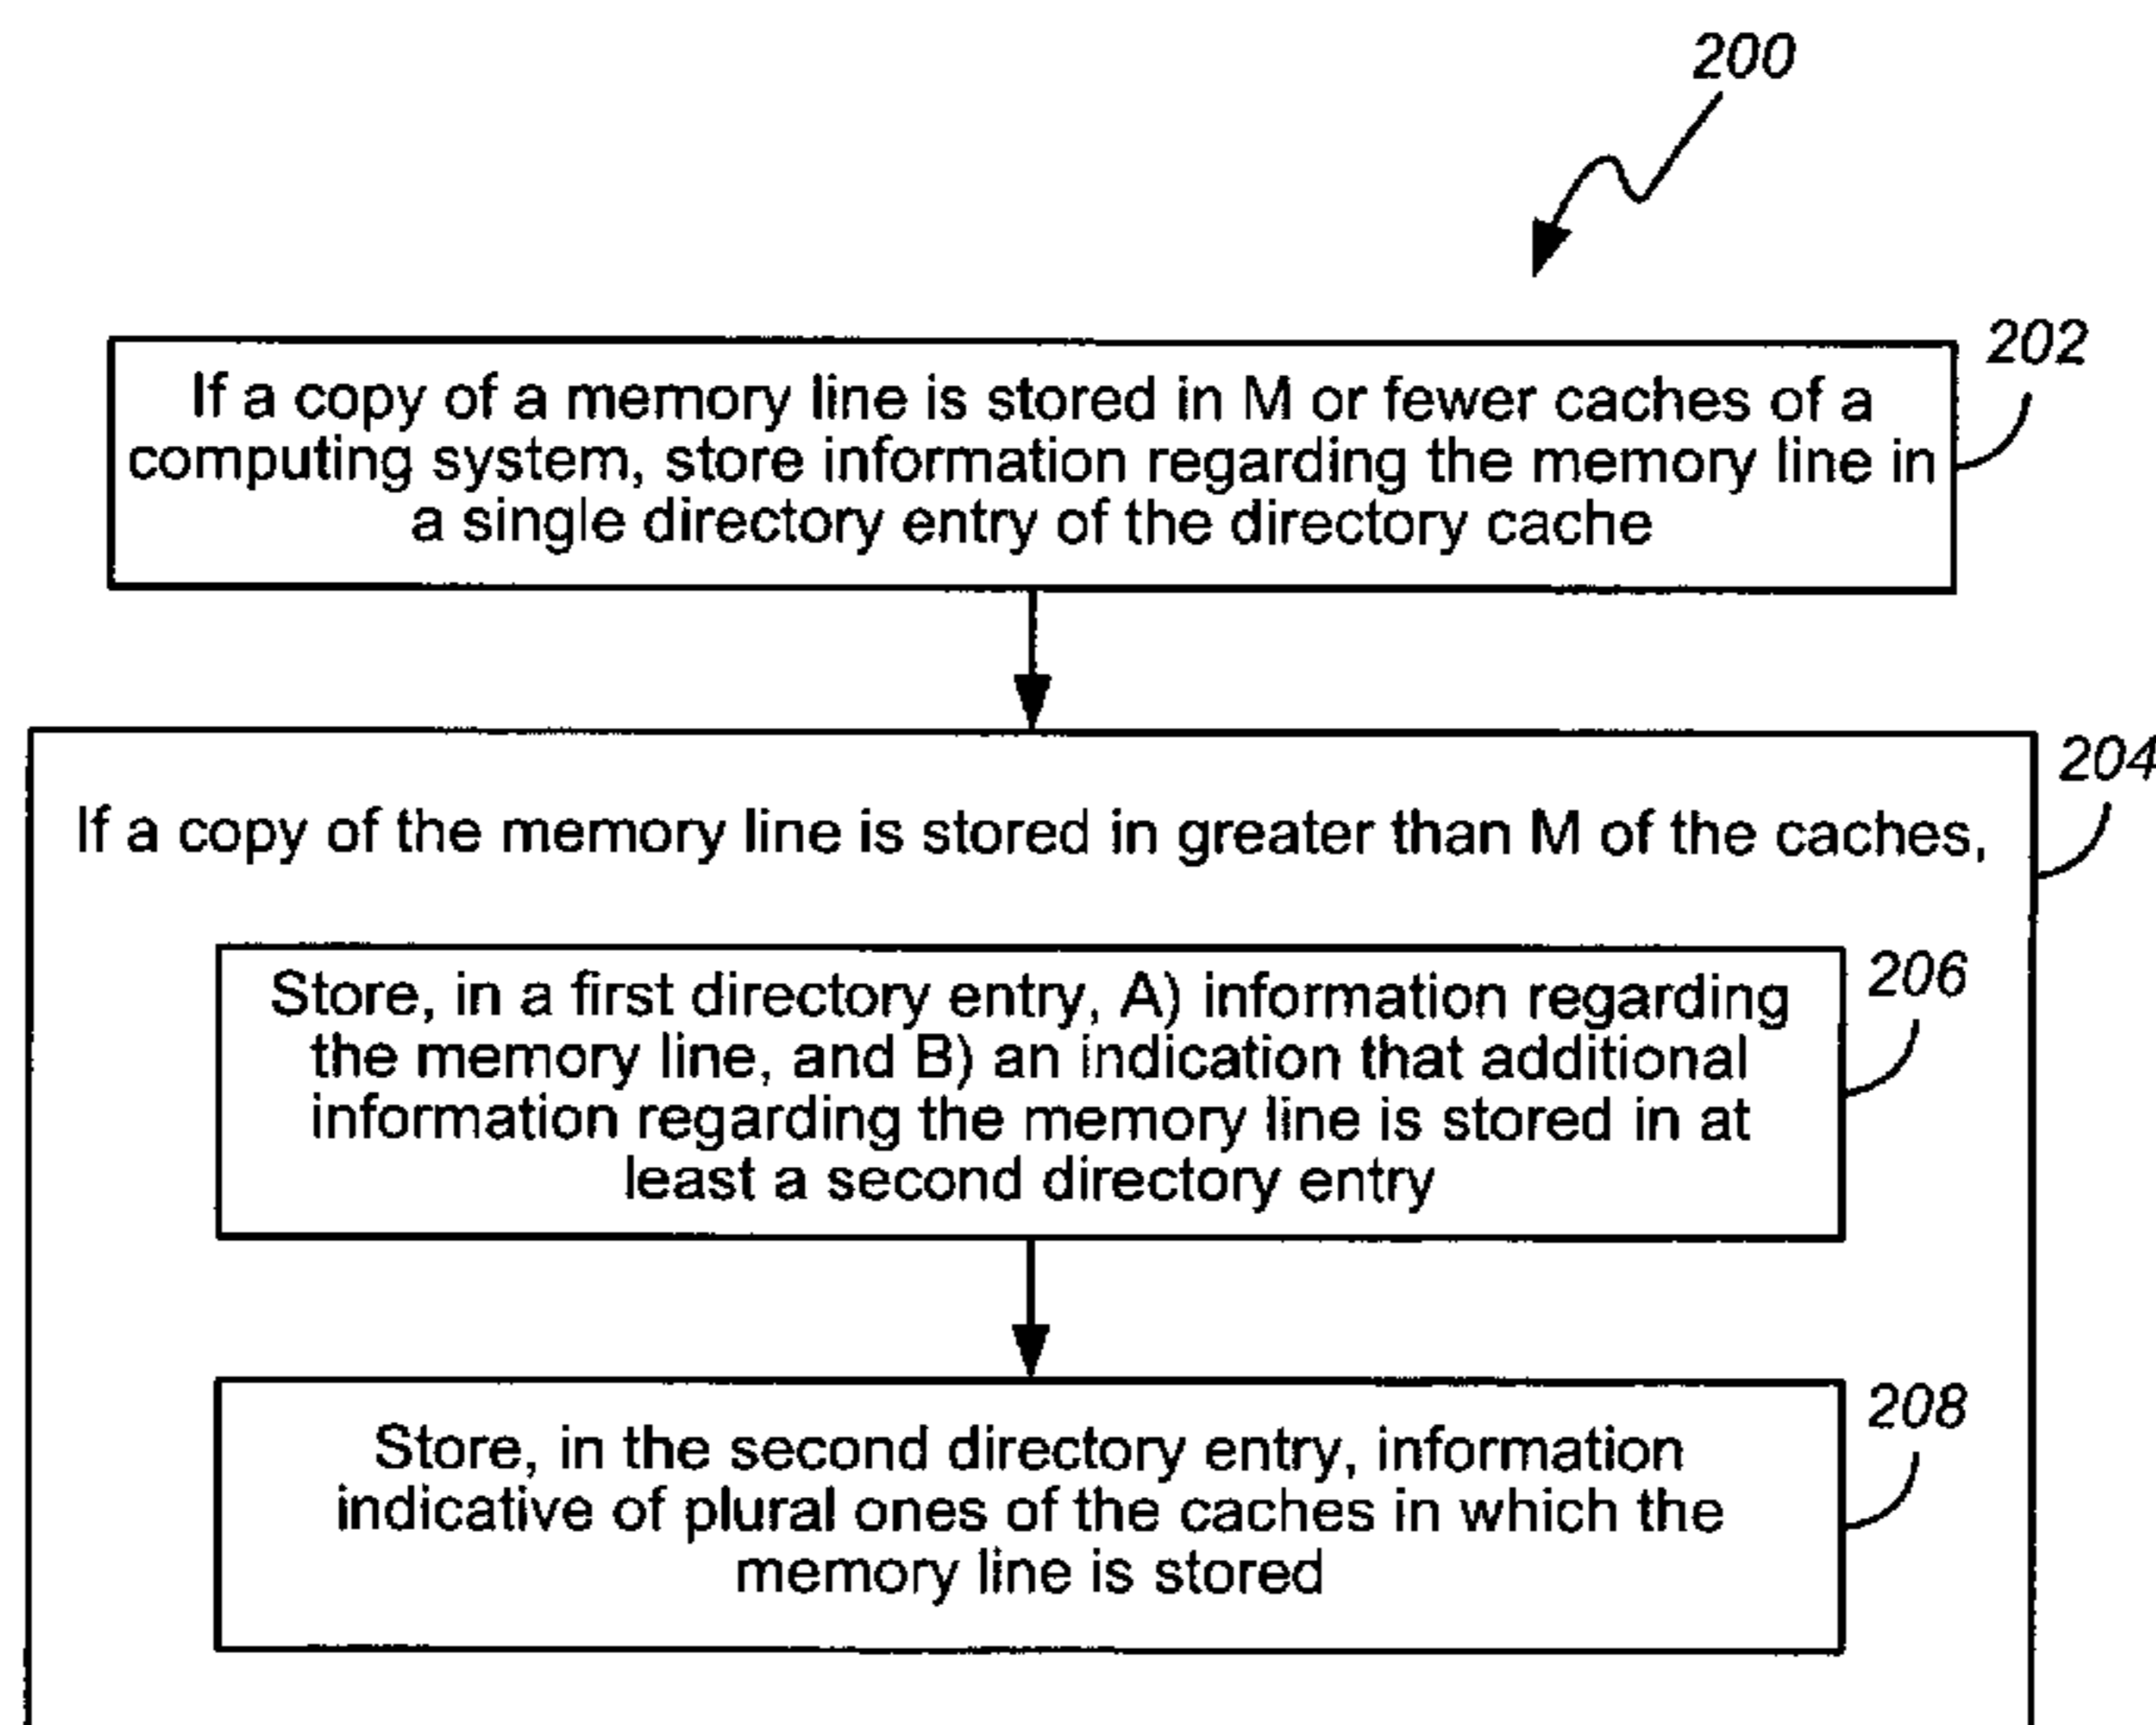 200
202
If a copy of a memory line is stored in M or fewer caches of a
computing system, store information regarding the memory line in
a single directory entry of the directory cache
204
If a copy of the memory line is stored in greater than M of the caches,
206
Store, in a first directory entry, A) information regarding
the memory line, and B) an indication that additional
information regarding the memory line is stored in at
least a second directory entry
208
Store, in the second directory entry, information
indicative of plural ones of the caches in which the
memory line is stored